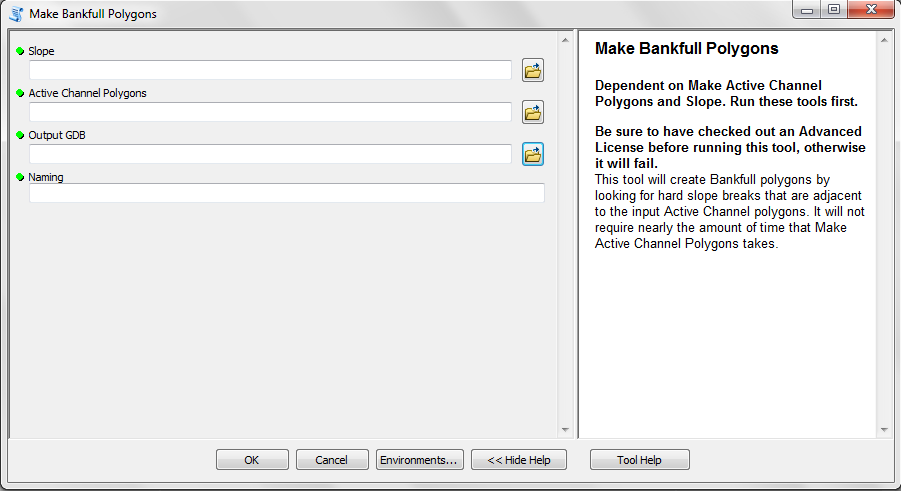 Make Bankfull Polygons
Slope
Active Channel Polygons
Output GDB
Naming
Make Bankfull Polygons
Dependent on Make Active Channel
Polygons and Slope. Run these tools first.
Be sure to have checked out an Advanced
License before running this tool, otherwise
it will fail.
This tool will create Bankfull polygons by
looking for hard slope breaks that are adjacent
to the input Active Channel polygons. It will not
require nearly the amount of time that Make
Active Channel Polygons takes.
OK
Cancel
Environments...
<< Hide Help
Tool Help